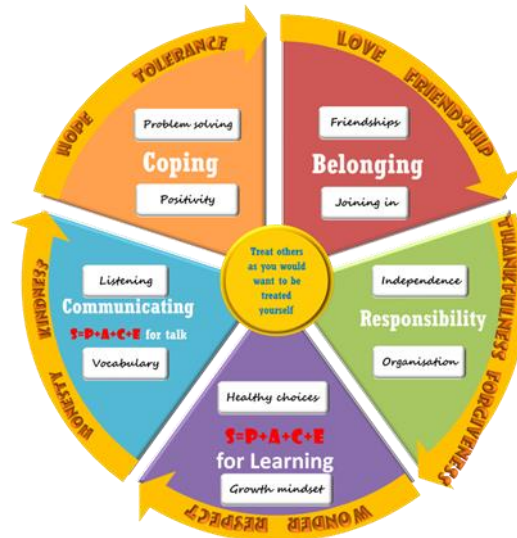 HOPE TOLERANCE
LOVE FRIENDSHIP
THANKFULNESS FORGIVENESS
WONDER RESPECT
HONESTY KINDNESS
Problem solving
Coping
Positivity
Friendships
Belonging
Joining in
Treat others
as you would
want to be
treated
yourself
Listening
Communicating
S=P+A+C+E for talk
Vocabulary
Independence
Responsibility
Organisation
Healthy choices
S=P+A+C+E
for Learning
Growth mindset